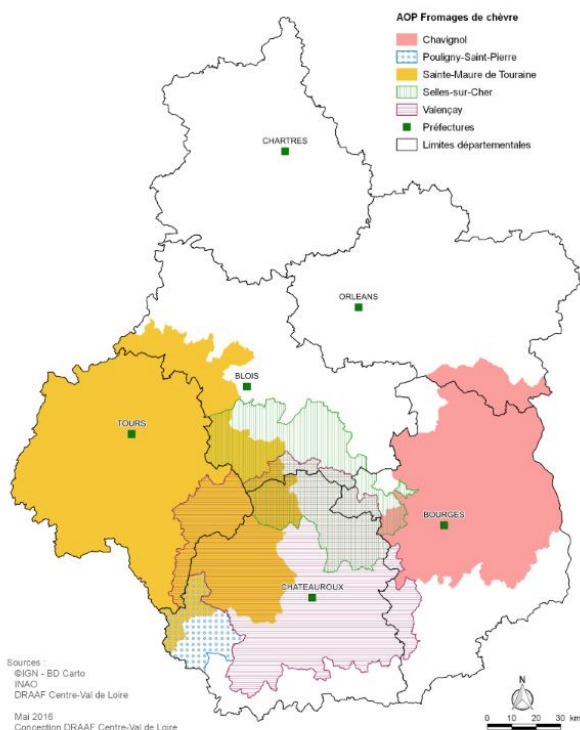 AOP Fromages de chèvre
Chavignol
Pouligny-Saint-Pierre
Sainte-Maure de Touraine
Selles-sur-Cher
Valençay
Préfectures
Limites départementales
CHARTRES
ORLEANS
BLOIS
TOURS
BOURGES
CHATEAUROUX
Sources :
©IGN - BD Carto
INAO
DRAAF Centre-Val de Loire
Mai 2016
Conception DRAAF Centre-Val de Loire
N
0 10 20 30 km